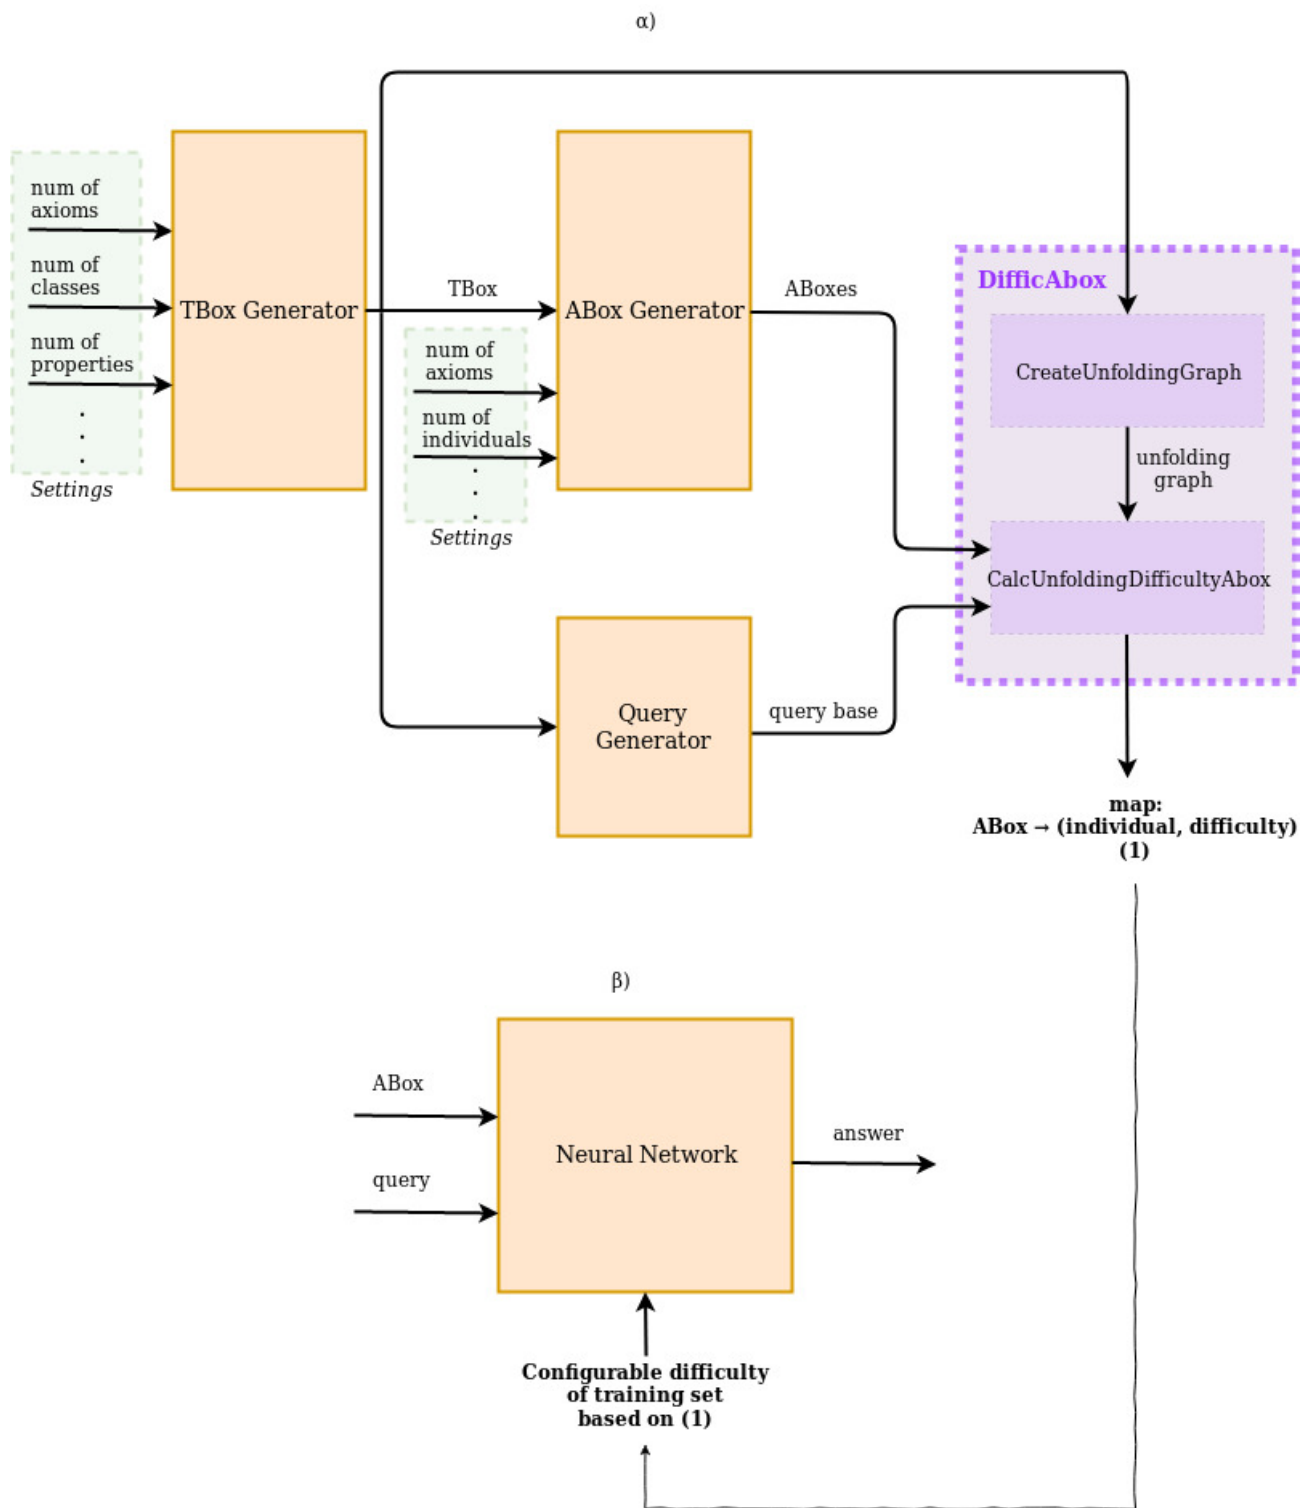 α)
num of
axioms
num of
classes
num of
properties
.
.
.
Settings
TBox Generator
TBox
num of
axioms
num of
individuals
.
.
.
Settings
ABox Generator
ABoxes
DifficAbox
CreateUnfoldingGraph
unfolding
graph
CalcUnfoldingDifficultyAbox
Query
Generator
query base
map:
ABox → (individual, difficulty)
(1)
β)
ABox
query
Neural Network
answer
Configurable difficulty
of training set
based on (1)